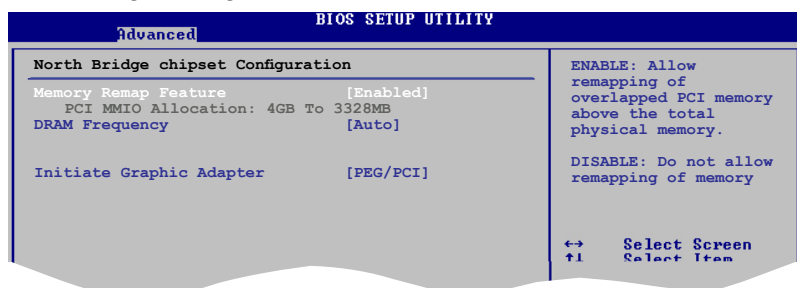 BIOS SETUP UTILITY
Advanced
North Bridge chipset Configuration
Memory Remap Feature [Enabled]
PCI MMIO Allocation: 4GB To 3328MB
DRAM Frequency [Auto]
Initiate Graphic Adapter [PEG/PCI]
ENABLE: Allow
remapping of
overlapped PCI memory
above the total
physical memory.
DISABLE: Do not allow
remapping of memory
←→ Select Screen
↑↓ Select Item